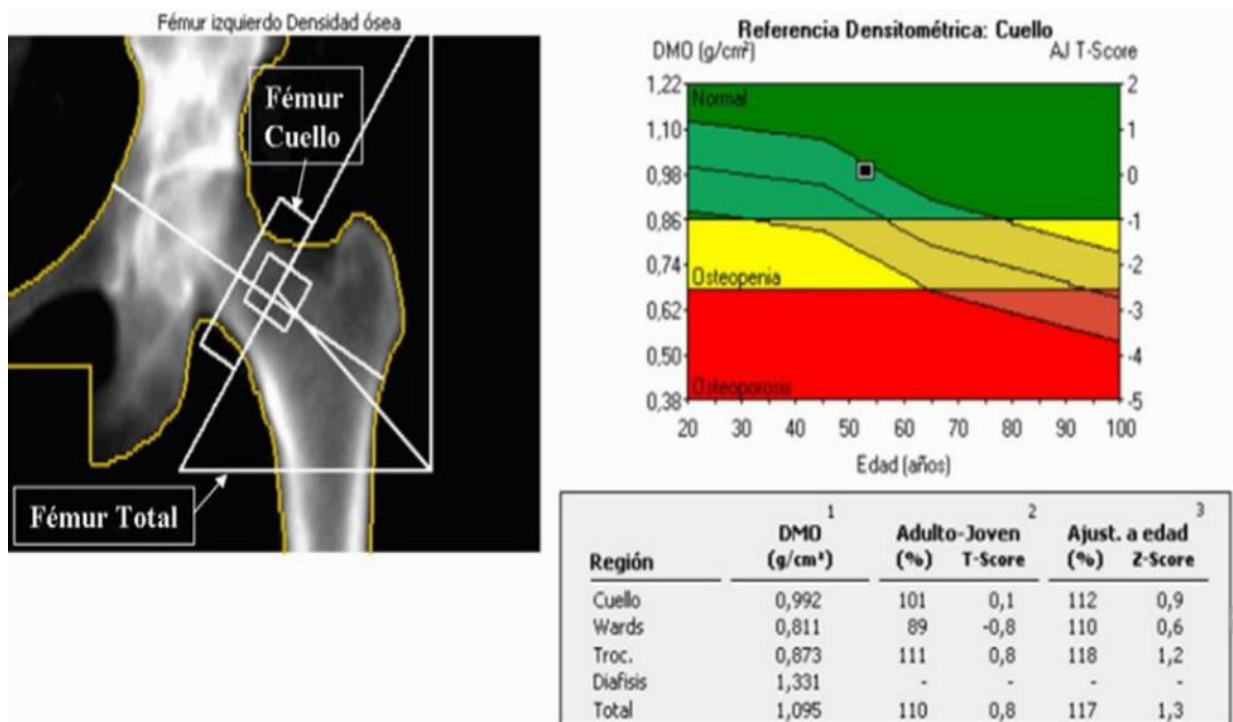 Fémur izquierdo Densidad ósea
Fémur
Cuello
Fémur Total
Referencia Densitométrica: Cuello
DMO (g/cm²) AJ T-Score
1,22 2
Normal
1,10 1
0,98 0
0,86 -1
0,74 -2
Osteopenia
0,62 -3
0,50 -4
Osteoporosis
0,38 -5
20 30 40 50 60 70 80 90 100
Edad (años)
1 2 3
DMO Adulto-Joven Ajust. a edad
Región (g/cm²) (%) T-Score (%) Z-Score
Cuello 0,992 101 0,1 112 0,9
Wards 0,811 89 -0,8 110 0,6
Troc. 0,873 111 0,8 118 1,2
Diafisis 1,331 - - - -
Total 1,095 110 0,8 117 1,3